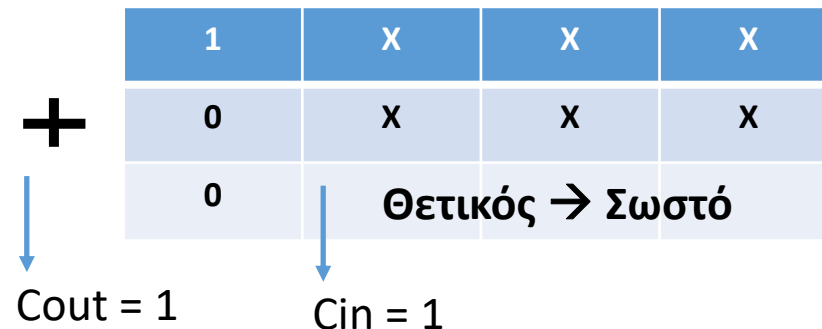 1 X X X
+ 0 X X X
0 Θετικός → Σωστό
Cout = 1 Cin = 1